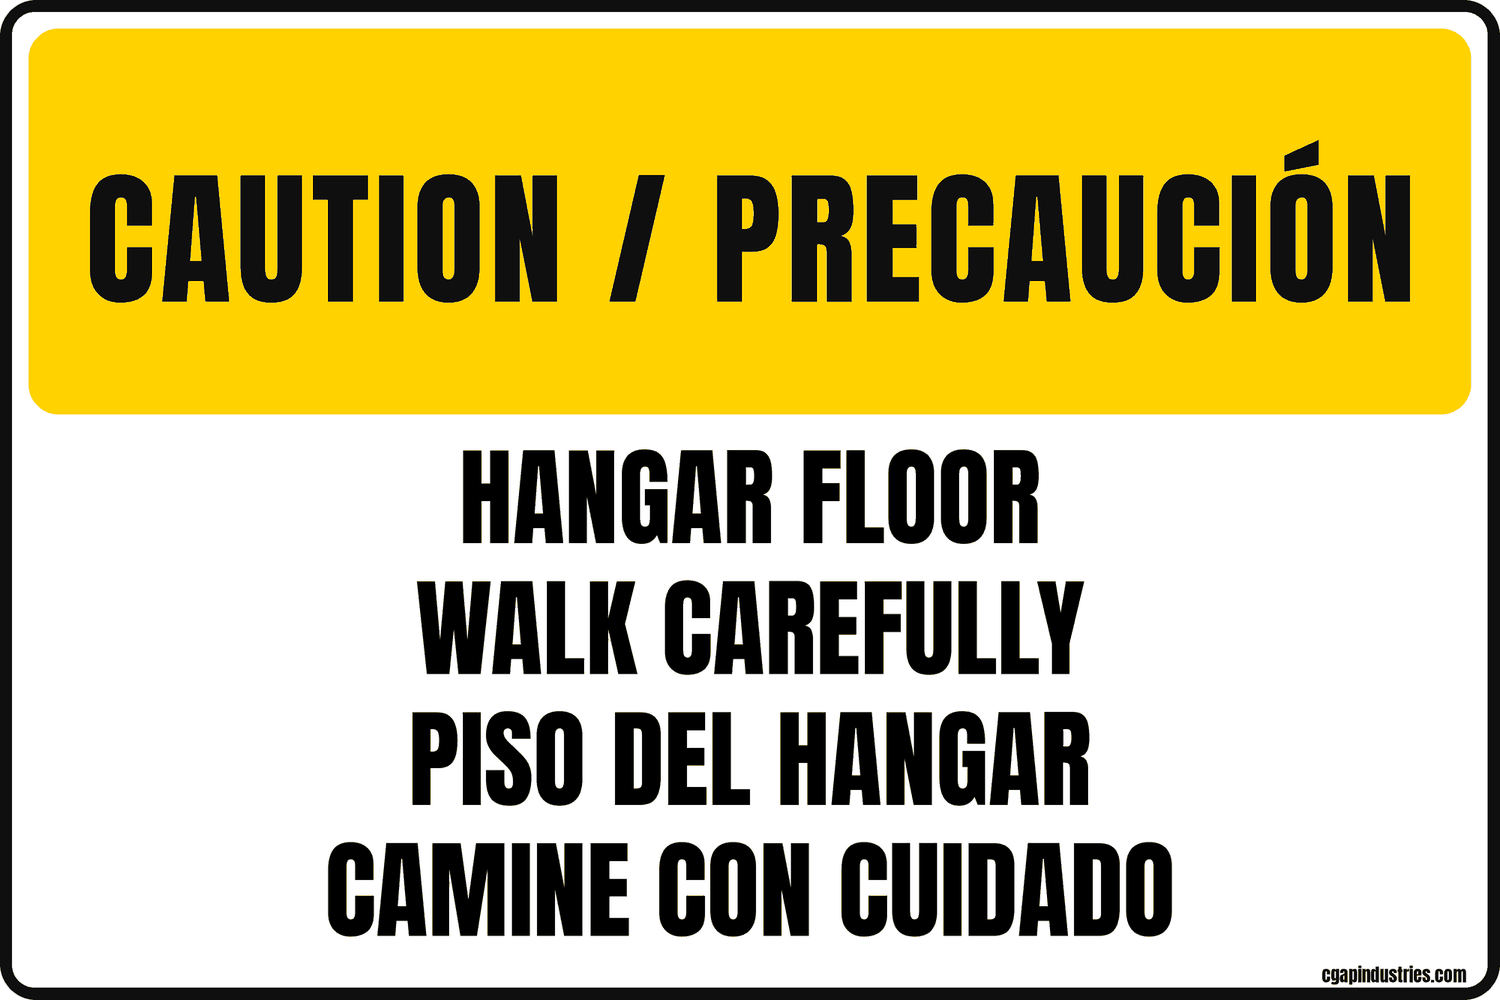 CAUTION / PRECAUCIÓN
HANGAR FLOOR
WALK CAREFULLY
PISO DEL HANGAR
CAMINE CON CUIDADO
cgapindustries.com